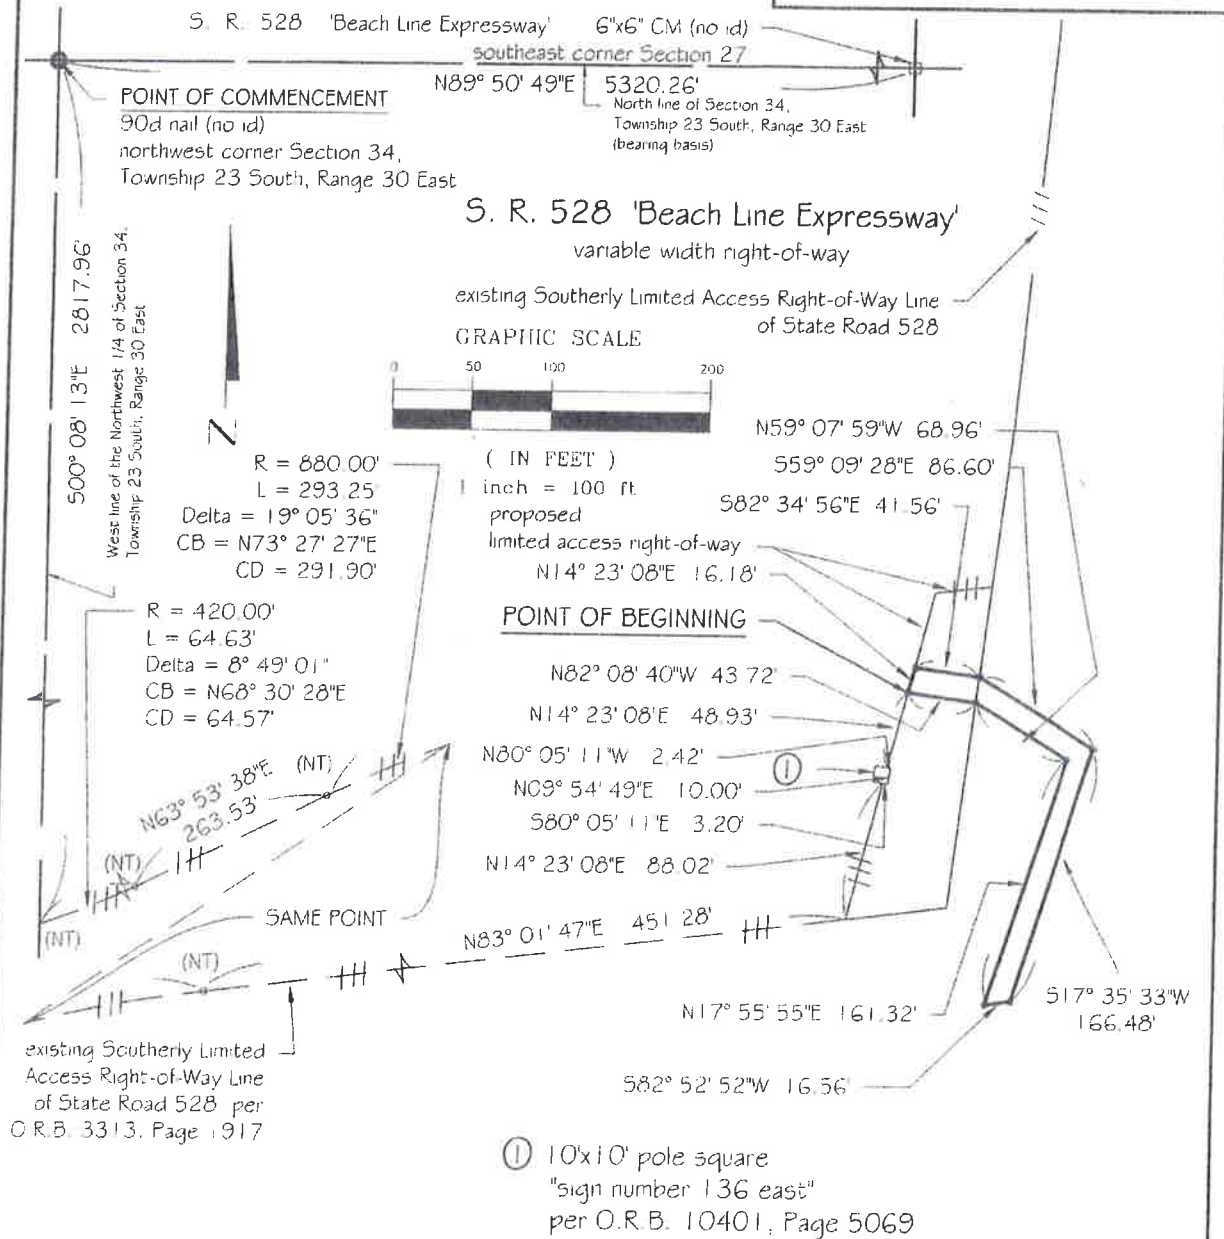 S. R. 528 'Beach Line Expressway'
6"x6" CM (no id)
southeast corner Section 27
N89° 50' 49"E
5320.26'
North line of Section 34,
Township 23 South, Range 30 East
(bearing basis)
POINT OF COMMENCEMENT
90d nail (no id)
northwest corner Section 34,
Township 23 South, Range 30 East
S. R. 528 'Beach Line Expressway'
variable width right-of-way
existing Southerly Limited Access Right-of-Way Line
of State Road 528
S00° 08' 13"E 2817.96'
West line of the Northwest 1/4 of Section 34,
Township 23 South, Range 30 East
N
GRAPHIC SCALE
0 50 100 200
( IN FEET )
1 inch = 100 ft.
R = 880.00'
L = 293.25'
Delta = 19° 05' 36"
CB = N73° 27' 27"E
CD = 291.90'
R = 420.00'
L = 64.63'
Delta = 8° 49' 01"
CB = N68° 30' 28"E
CD = 64.57'
N59° 07' 59"W 68.96'
S59° 09' 28"E 86.60'
S82° 34' 56"E 41.56'
proposed
limited access right-of-way
N14° 23' 08"E 16.18'
POINT OF BEGINNING
N82° 08' 40"W 43.72'
N14° 23' 08"E 48.93'
N80° 05' 11"W 2.42'
1
N09° 54' 49"E 10.00'
S80° 05' 11"E 3.20'
N14° 23' 08"E 88.02'
N63° 53' 38"E
263.53'
(NT)
(NT)
(NT)
SAME POINT
(NT)
N83° 01' 47"E 451.28'
N17° 55' 55"E 161.32'
S17° 35' 33"W
166.48'
S82° 52' 52"W 16.56'
existing Southerly Limited
Access Right-of-Way Line
of State Road 528 per
O.R.B. 3313, Page 1917
1 10'x10' pole square
"sign number 136 east"
per O.R.B. 10401, Page 5069